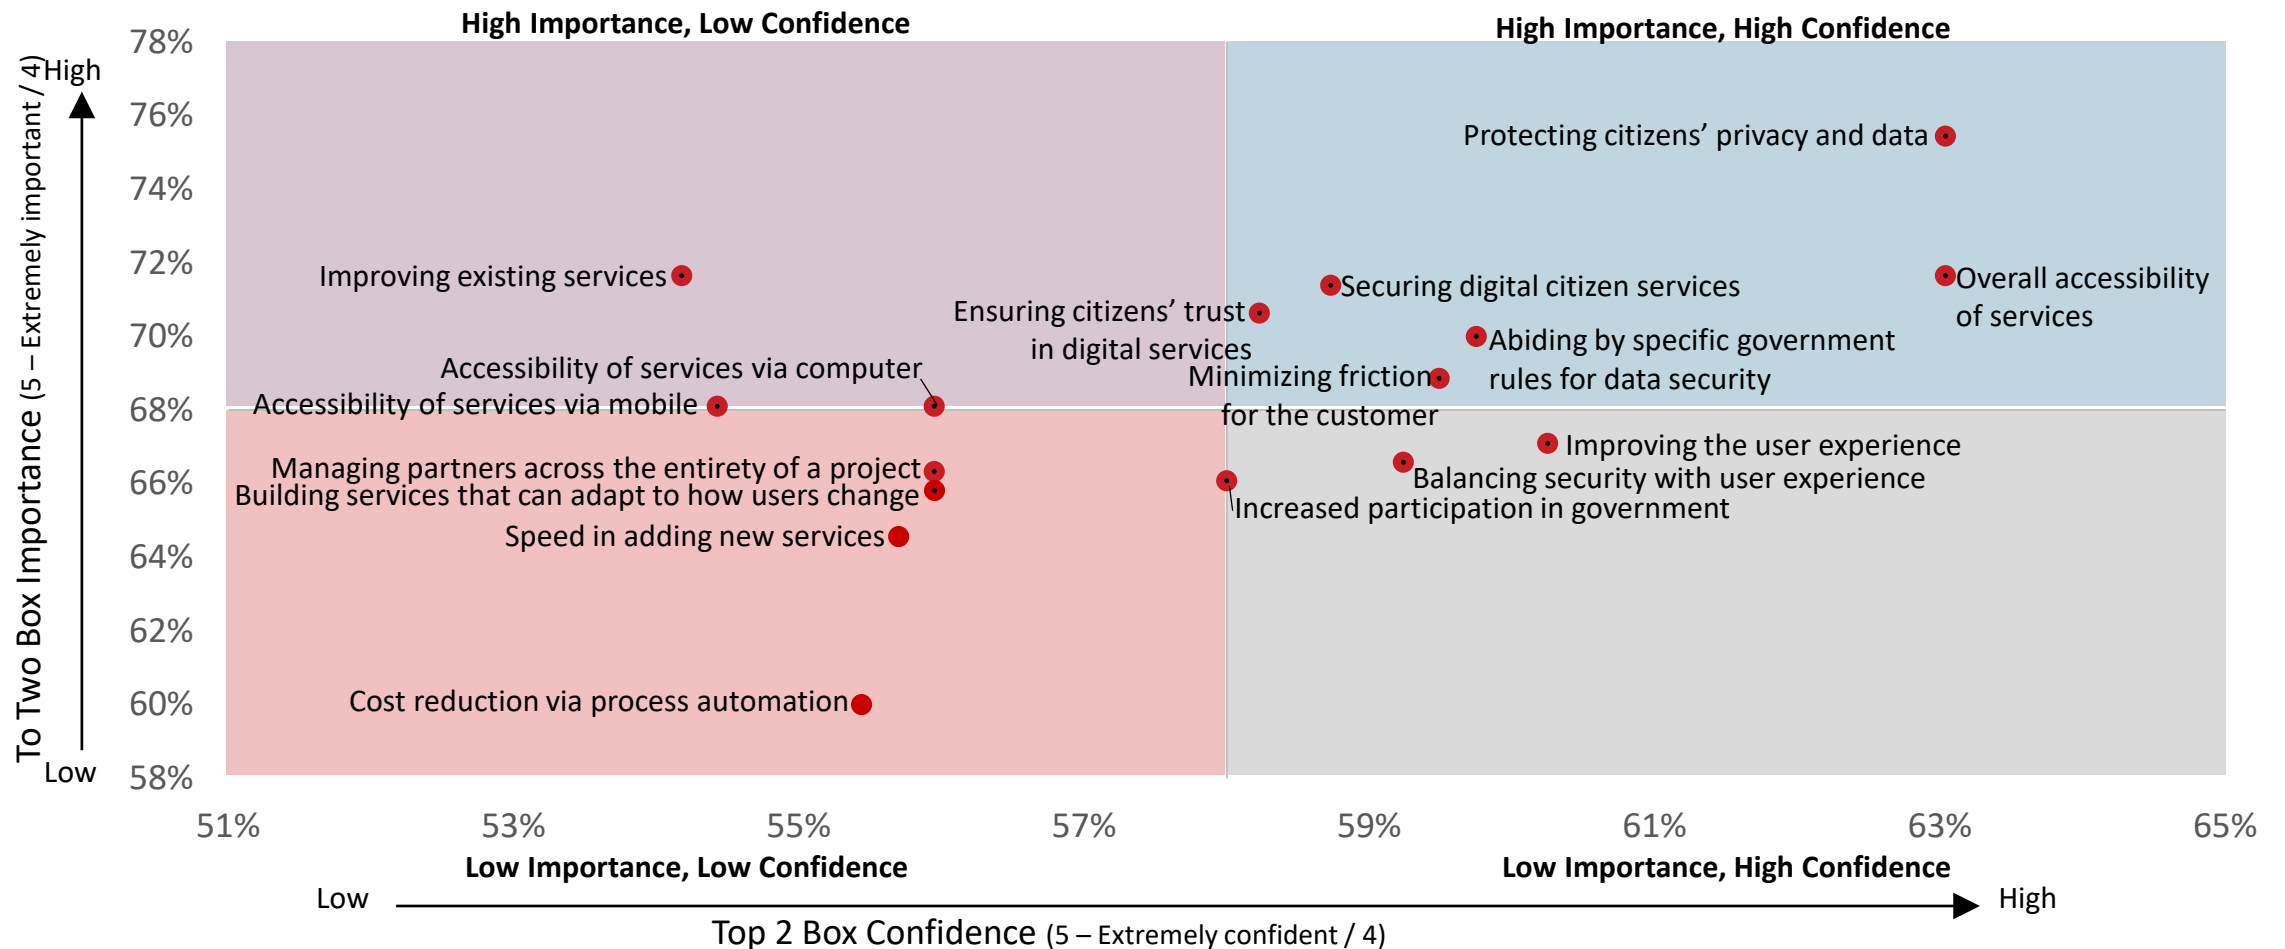 High Importance, Low Confidence
High Importance, High Confidence
78%
76%
74%
72%
70%
68%
66%
64%
62%
60%
58%
High
Low
To Two Box Importance (5 – Extremely important / 4)
Protecting citizens’ privacy and data
Improving existing services
Securing digital citizen services
Overall accessibility
of services
Ensuring citizens’ trust
in digital services
Abiding by specific government
rules for data security
Accessibility of services via computer
Minimizing friction
for the customer
Accessibility of services via mobile
Improving the user experience
Managing partners across the entirety of a project
Balancing security with user experience
Building services that can adapt to how users change
Increased participation in government
Speed in adding new services
Cost reduction via process automation
51%
53%
55%
57%
59%
61%
63%
65%
Low Importance, Low Confidence
Low Importance, High Confidence
Low
High
Top 2 Box Confidence (5 – Extremely confident / 4)